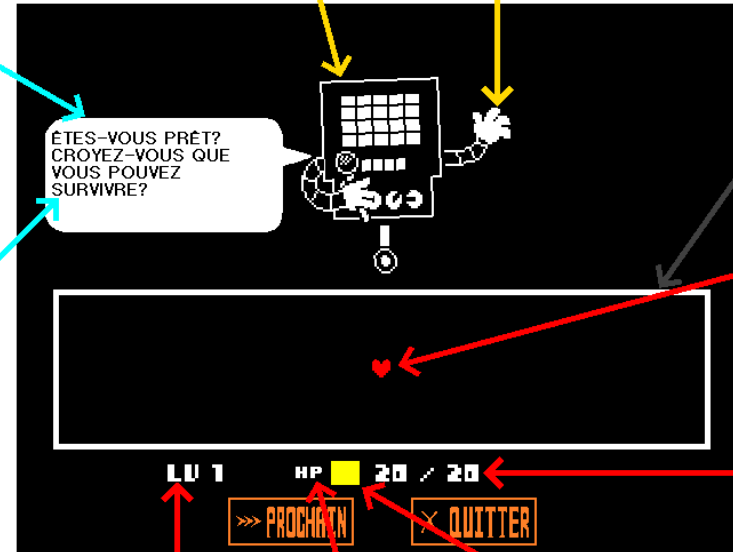 ÊTES-VOUS PRÊT?
CROYEZ-VOUS QUE
VOUS POUVEZ
SURVIVRE?
LV 1 HP 20 / 20
>>> PROCHAIN X QUITTER